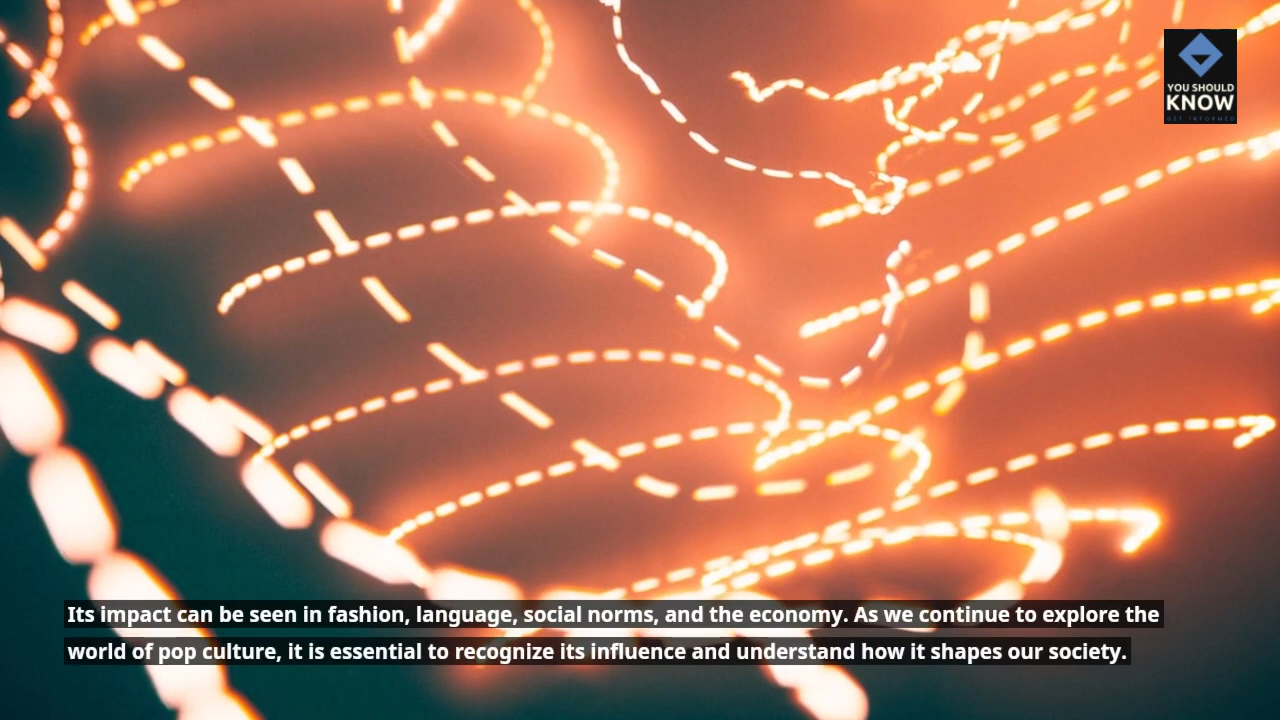 YOU SHOULD
KNOW
GET INFORMED
Its impact can be seen in fashion, language, social norms, and the economy. As we continue to explore the
world of pop culture, it is essential to recognize its influence and understand how it shapes our society.